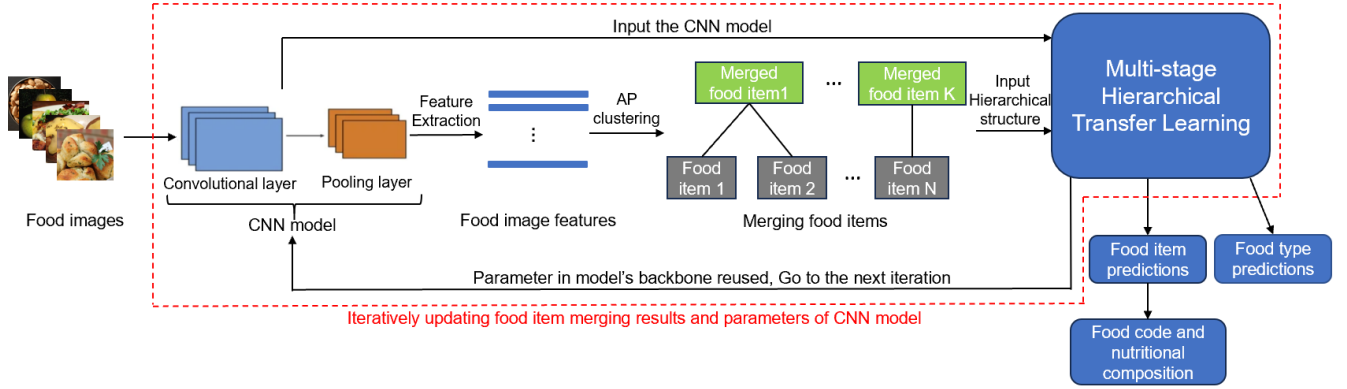 Input the CNN model
Multi-stage
Hierarchical
Transfer Learning
Merged
food item1
...
Merged
food item K
Input
Hierarchical
structure
Feature
Extraction
AP
clustering
...
Food
item 1
Food
item 2
...
Food
item N
Convolutional layer
Pooling layer
Food images
CNN model
Food image features
Merging food items
Parameter in model's backbone reused, Go to the next iteration
Iteratively updating food item merging results and parameters of CNN model
Food item
predictions
Food type
predictions
Food code and
nutritional
composition